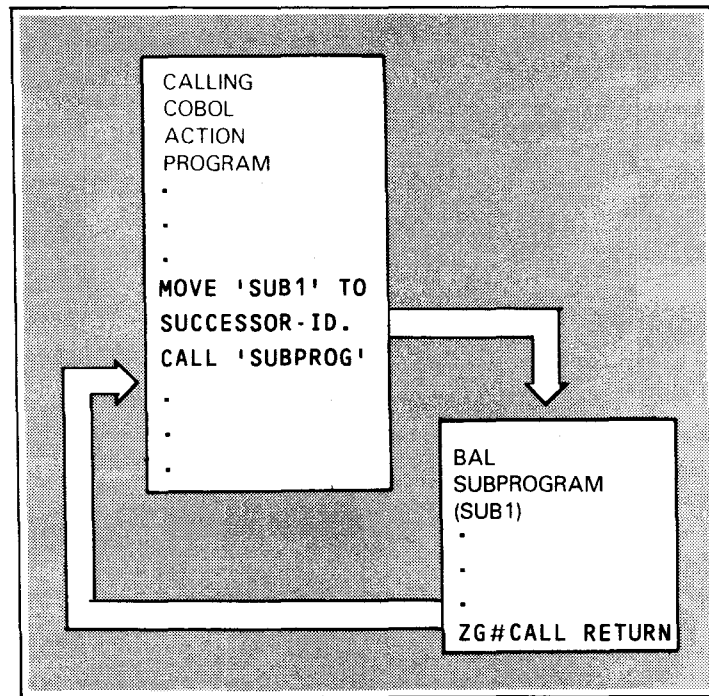 CALLING
COBOL
ACTION
PROGRAM
.
.
.
MOVE 'SUB1' TO
SUCCESSOR-ID.
CALL 'SUBPROG'
.
.
.
BAL
SUBPROGRAM
(SUB1)
.
.
.
ZG#CALL RETURN